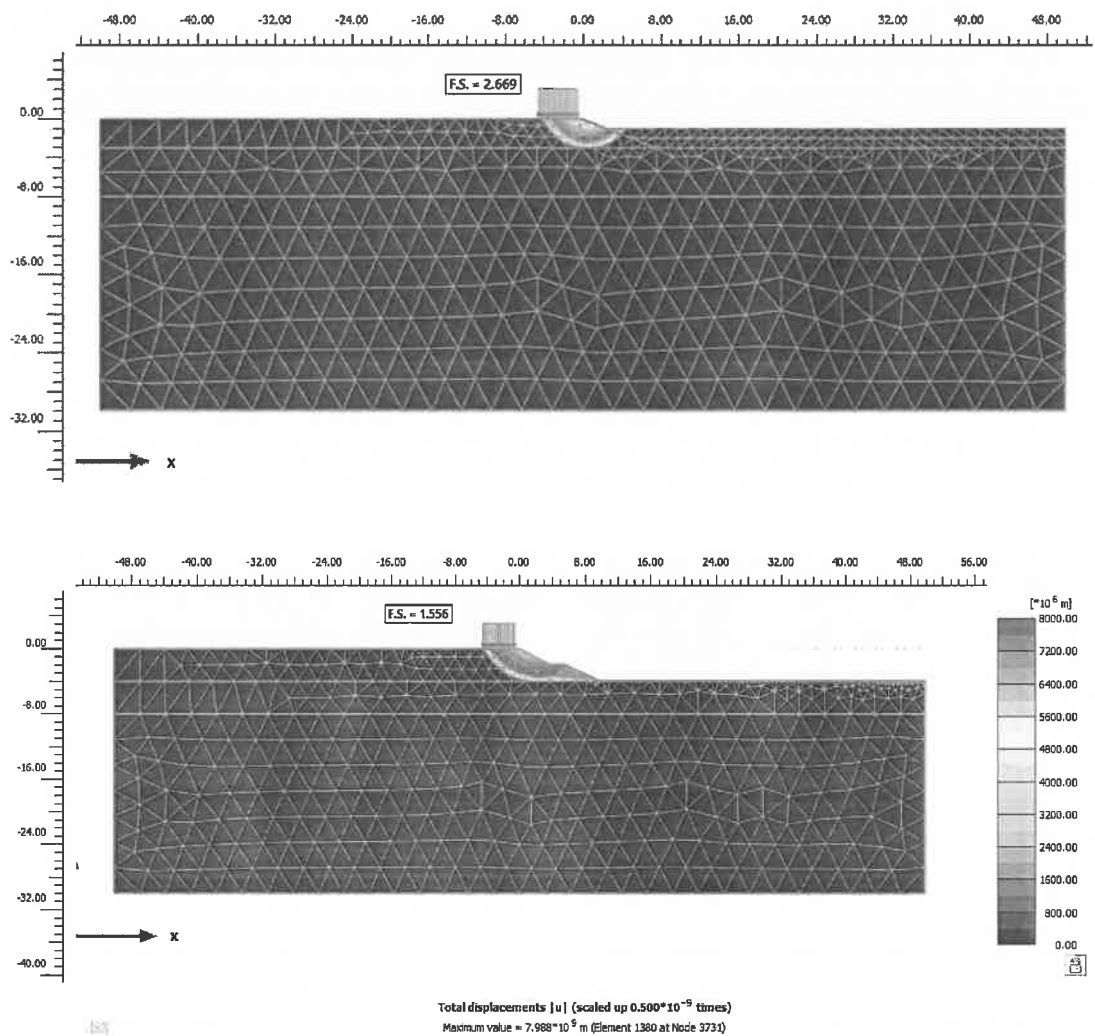 -48.00 -40.00 -32.00 -24.00 -16.00 -8.00 0.00 8.00 16.00 24.00 32.00 40.00 48.00
F.S. = 2.669
0.00
-8.00
-16.00
-24.00
-32.00
x
-48.00 -40.00 -32.00 -24.00 -16.00 -8.00 0.00 8.00 16.00 24.00 32.00 40.00 48.00 56.00
F.S. = 1.556
[*10⁶ m]
0.00
-8.00
-16.00
-24.00
-32.00
-40.00
x
8000.00
7200.00
6400.00
5600.00
4800.00
4000.00
3200.00
2400.00
1600.00
800.00
0.00
Total displacements |u| (scaled up 0.500*10⁻⁹ times)
Maximum value = 7.988*10⁹ m (Element 1380 at Node 3731)